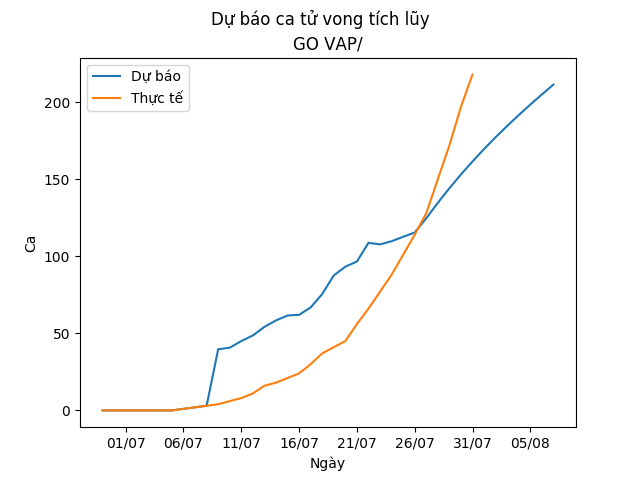 Dự báo ca tử vong tích lũy
GO VAP/
Dự báo
Thực tế
200
150
100
50
0
Ca
01/07 06/07 11/07 16/07 21/07 26/07 31/07 05/08
Ngày